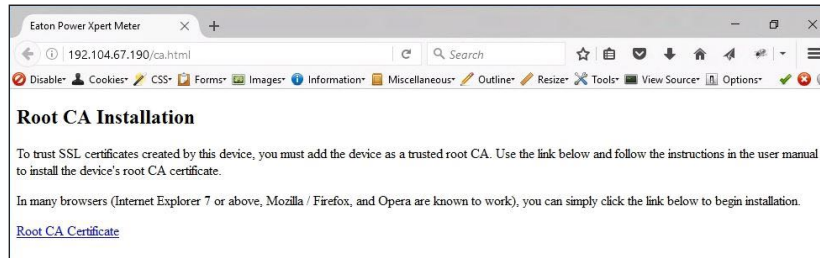 Eaton Power Xpert Meter
192.104.67.190/ca.html
Search
Disable Cookies CSS Forms Images Information Miscellaneous Outline Resize Tools View Source Options
Root CA Installation
To trust SSL certificates created by this device, you must add the device as a trusted root CA. Use the link below and follow the instructions in the user manual
to install the device's root CA certificate.
In many browsers (Internet Explorer 7 or above, Mozilla / Firefox, and Opera are known to work), you can simply click the link below to begin installation.
Root CA Certificate